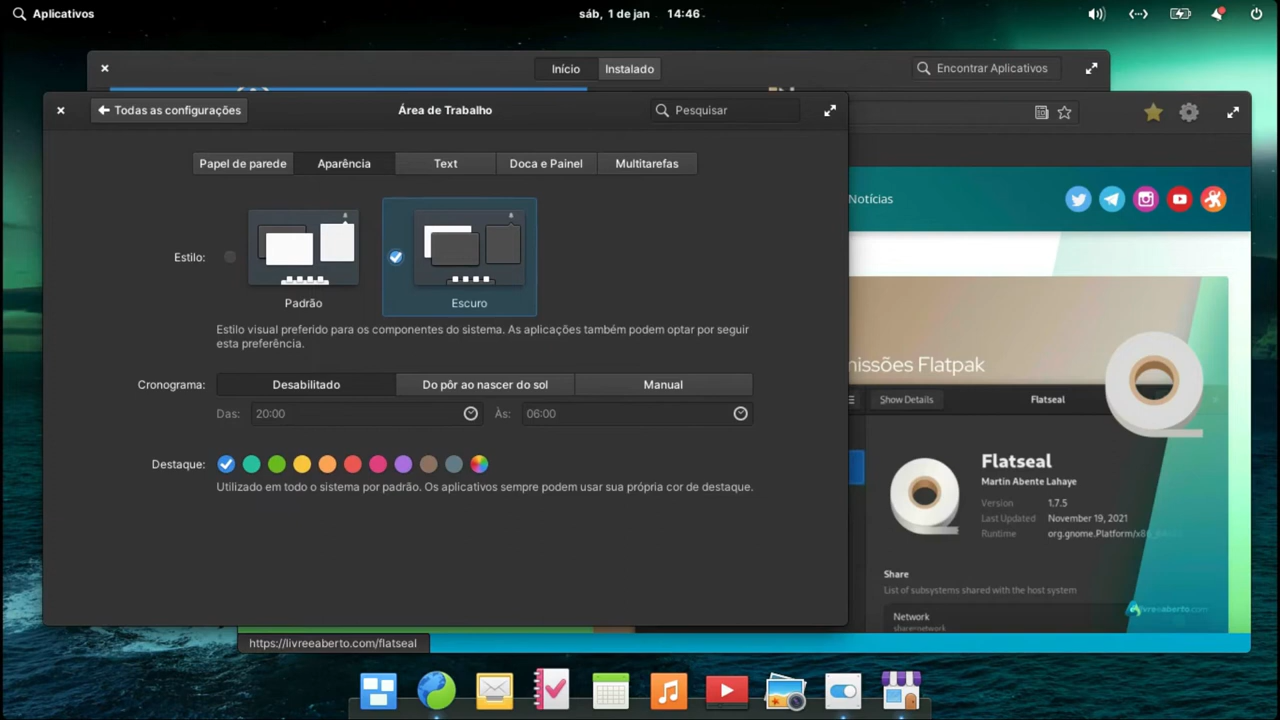 Aplicativos
sáb, 1 de jan 14:46
Início
Instalado
Encontrar Aplicativos
Todas as configurações
Área de Trabalho
Pesquisar
Papel de parede
Aparência
Text
Doca e Painel
Multitarefas
Notícias
Estilo:
Padrão
Escuro
Estilo visual preferido para os componentes do sistema. As aplicações também podem optar por seguir
esta preferência.
missões Flatpak
Cronograma:
Desabilitado
Do pôr ao nascer do sol
Manual
Show Details
Flatseal
Das:
20:00
Às:
06:00
Destaque:
Utilizado em todo o sistema por padrão. Os aplicativos sempre podem usar sua própria cor de destaque.
Flatseal
Martin Abente Lahaye
Version 1.7.5
Last Updated November 19, 2021
Runtime org.gnome.Platform/x86_
Share
List of subsystems shared with the host system
Network
share=network
livreeaberto.com
https://livreeaberto.com/flatseal